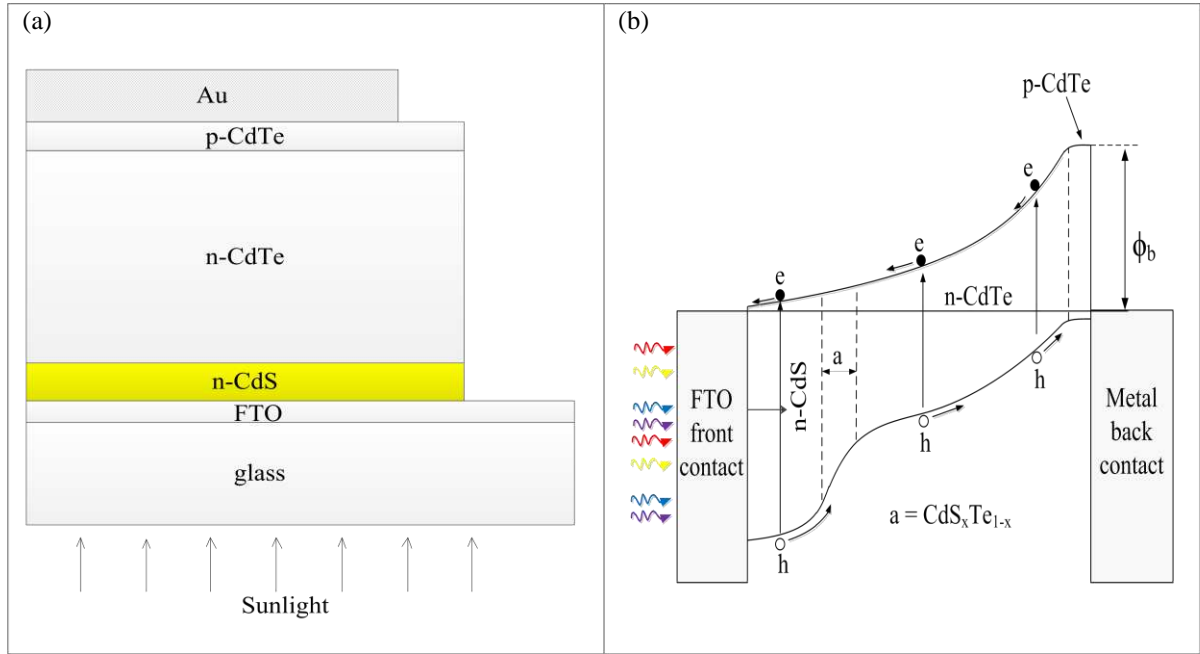 (a)
Au
p-CdTe
n-CdTe
n-CdS
FTO
glass
Sunlight
(b)
p-CdTe
e
e
e
ϕb
n-CdTe
a
n-CdS
h
h
h
FTO
front
contact
Metal
back
contact
a = CdSxTe1-x